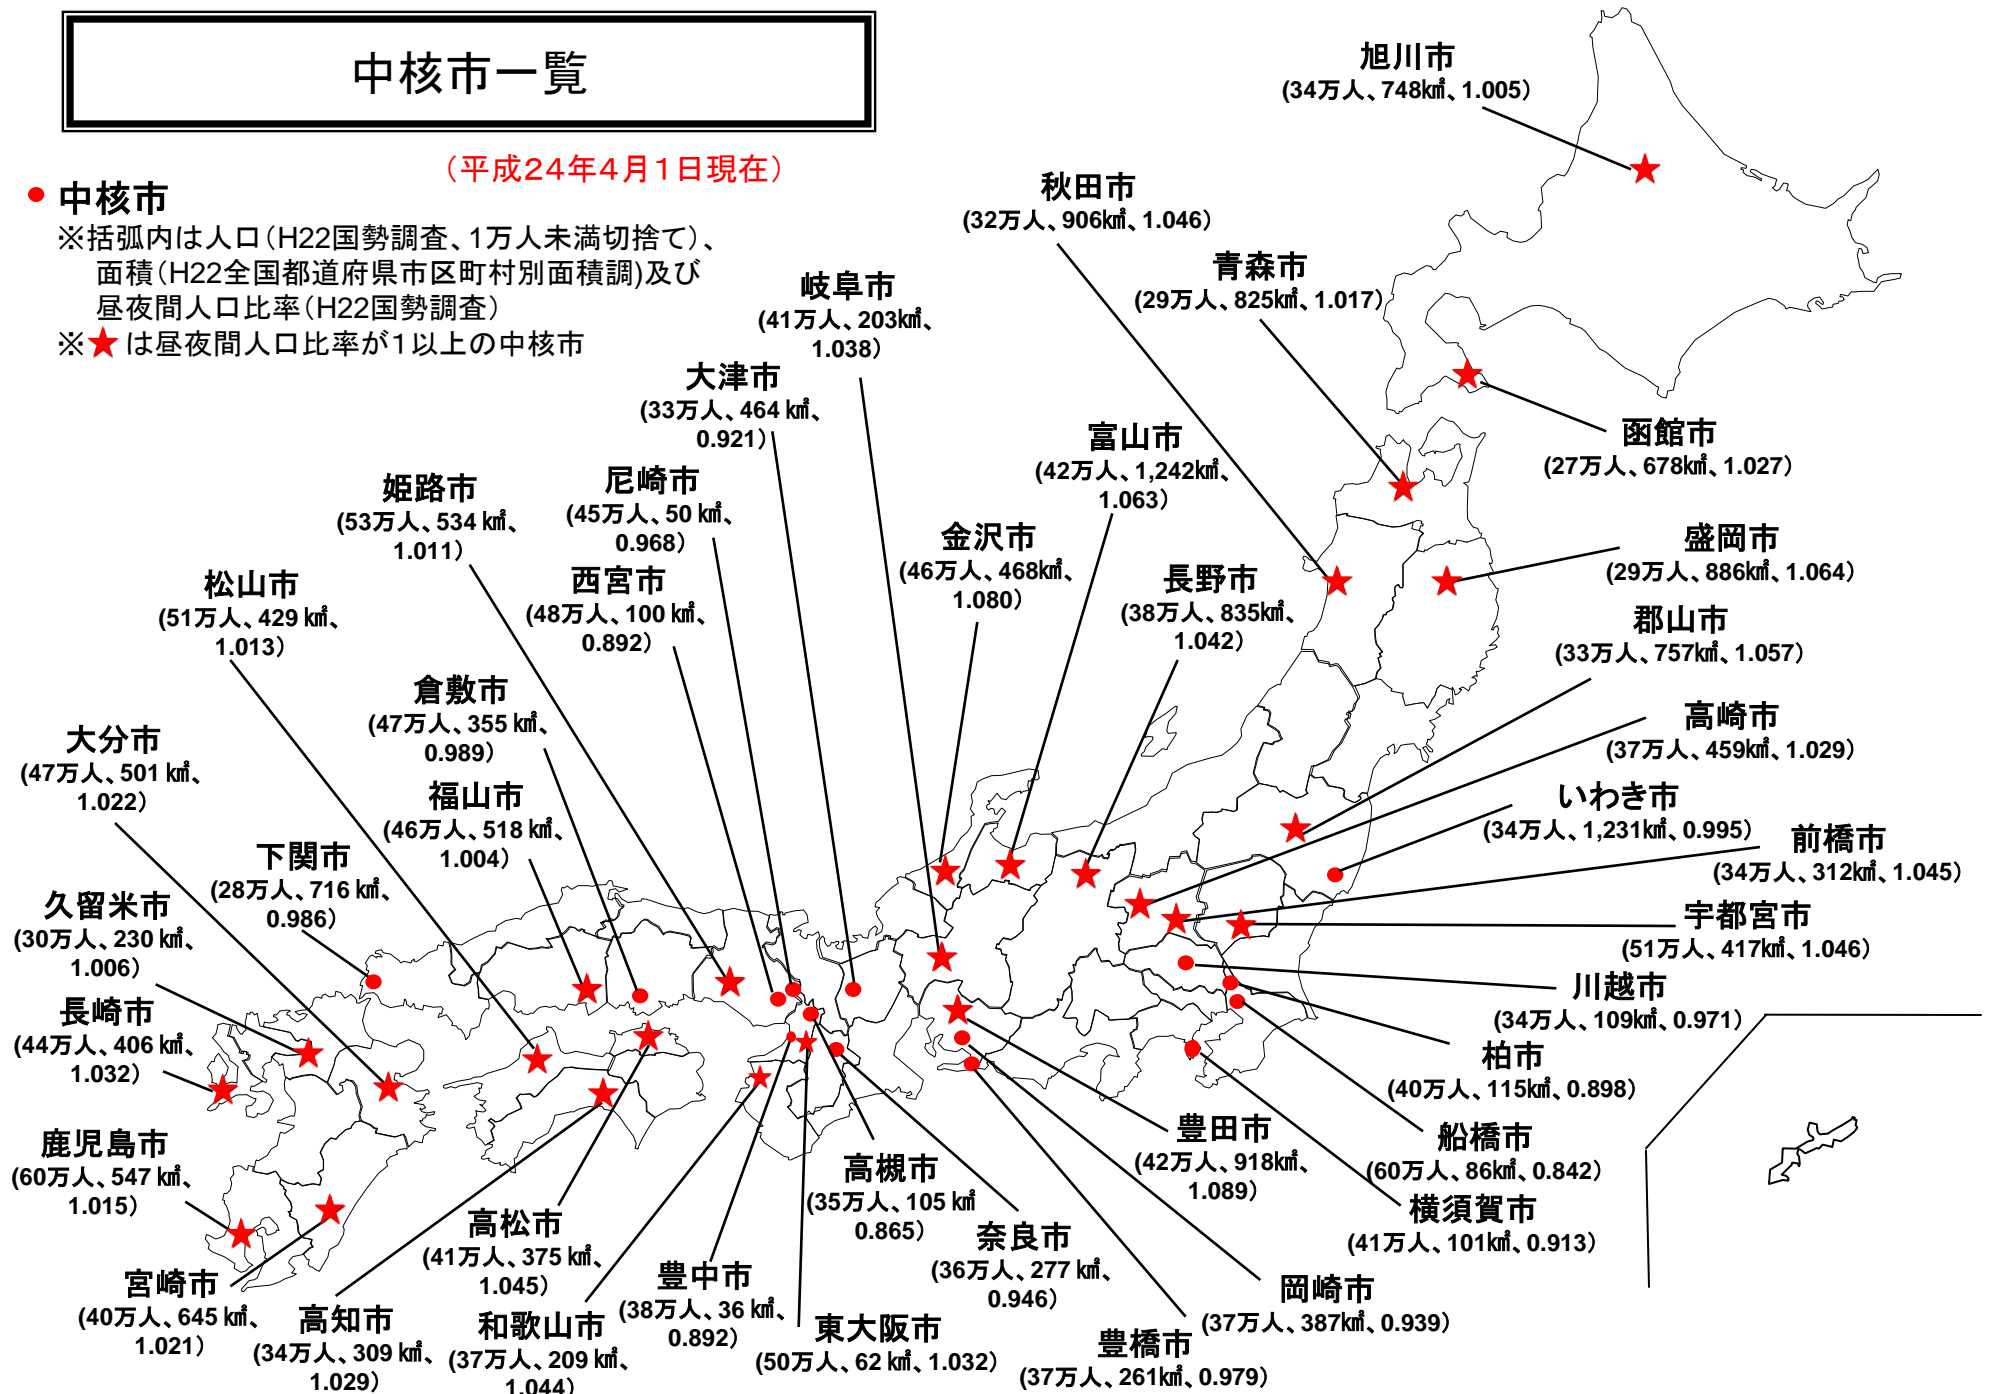 中核市一覧
（平成２４年４月１日現在）
● 中核市
※括弧内は人口（H22国勢調査、1万人未満切捨て）、
面積（H22全国都道府県市区町村別面積調)及び
昼夜間人口比率（H22国勢調査）
※★は昼夜間人口比率が１以上の中核市
旭川市
(34万人、748㎢、1.005）
秋田市
(32万人、906㎢、1.046）
青森市
(29万人、825㎢、1.017）
函館市
(27万人、678㎢、1.027）
岐阜市
(41万人、203㎢、
1.038）
大津市
(33万人、464 ㎢、
0.921）
富山市
(42万人、1,242㎢、
1.063）
尼崎市
(45万人、50 ㎢、
0.968）
姫路市
(53万人、534 ㎢、
1.011）
金沢市
(46万人、468㎢、
1.080）
盛岡市
(29万人、886㎢、1.064）
西宮市
(48万人、100 ㎢、
0.892）
長野市
(38万人、835㎢、
1.042）
松山市
(51万人、429 ㎢、
1.013）
郡山市
(33万人、757㎢、1.057）
倉敷市
(47万人、355 ㎢、
0.989）
高崎市
(37万人、459㎢、1.029）
大分市
(47万人、501 ㎢、
1.022）
福山市
(46万人、518 ㎢、
1.004）
いわき市
(34万人、1,231㎢、0.995）
前橋市
(34万人、312㎢、1.045）
下関市
(28万人、716 ㎢、
0.986）
久留米市
(30万人、230 ㎢、
1.006）
宇都宮市
(51万人、417㎢、1.046）
川越市
(34万人、109㎢、0.971）
長崎市
(44万人、406 ㎢、
1.032）
柏市
(40万人、115㎢、0.898）
船橋市
(60万人、86㎢、0.842）
豊田市
(42万人、918㎢、
1.089）
鹿児島市
(60万人、547 ㎢、
1.015）
高槻市
(35万人、105 ㎢
0.865）
横須賀市
(41万人、101㎢、0.913）
高松市
(41万人、375 ㎢、
1.045）
奈良市
(36万人、277 ㎢、
0.946）
宮崎市
(40万人、645 ㎢、
1.021）
豊中市
(38万人、36 ㎢、
0.892）
岡崎市
(37万人、387㎢、0.939）
高知市
(34万人、309 ㎢、
1.029）
和歌山市
(37万人、209 ㎢、
1.044）
東大阪市
(50万人、62 ㎢、1.032）
豊橋市
(37万人、261㎢、0.979）